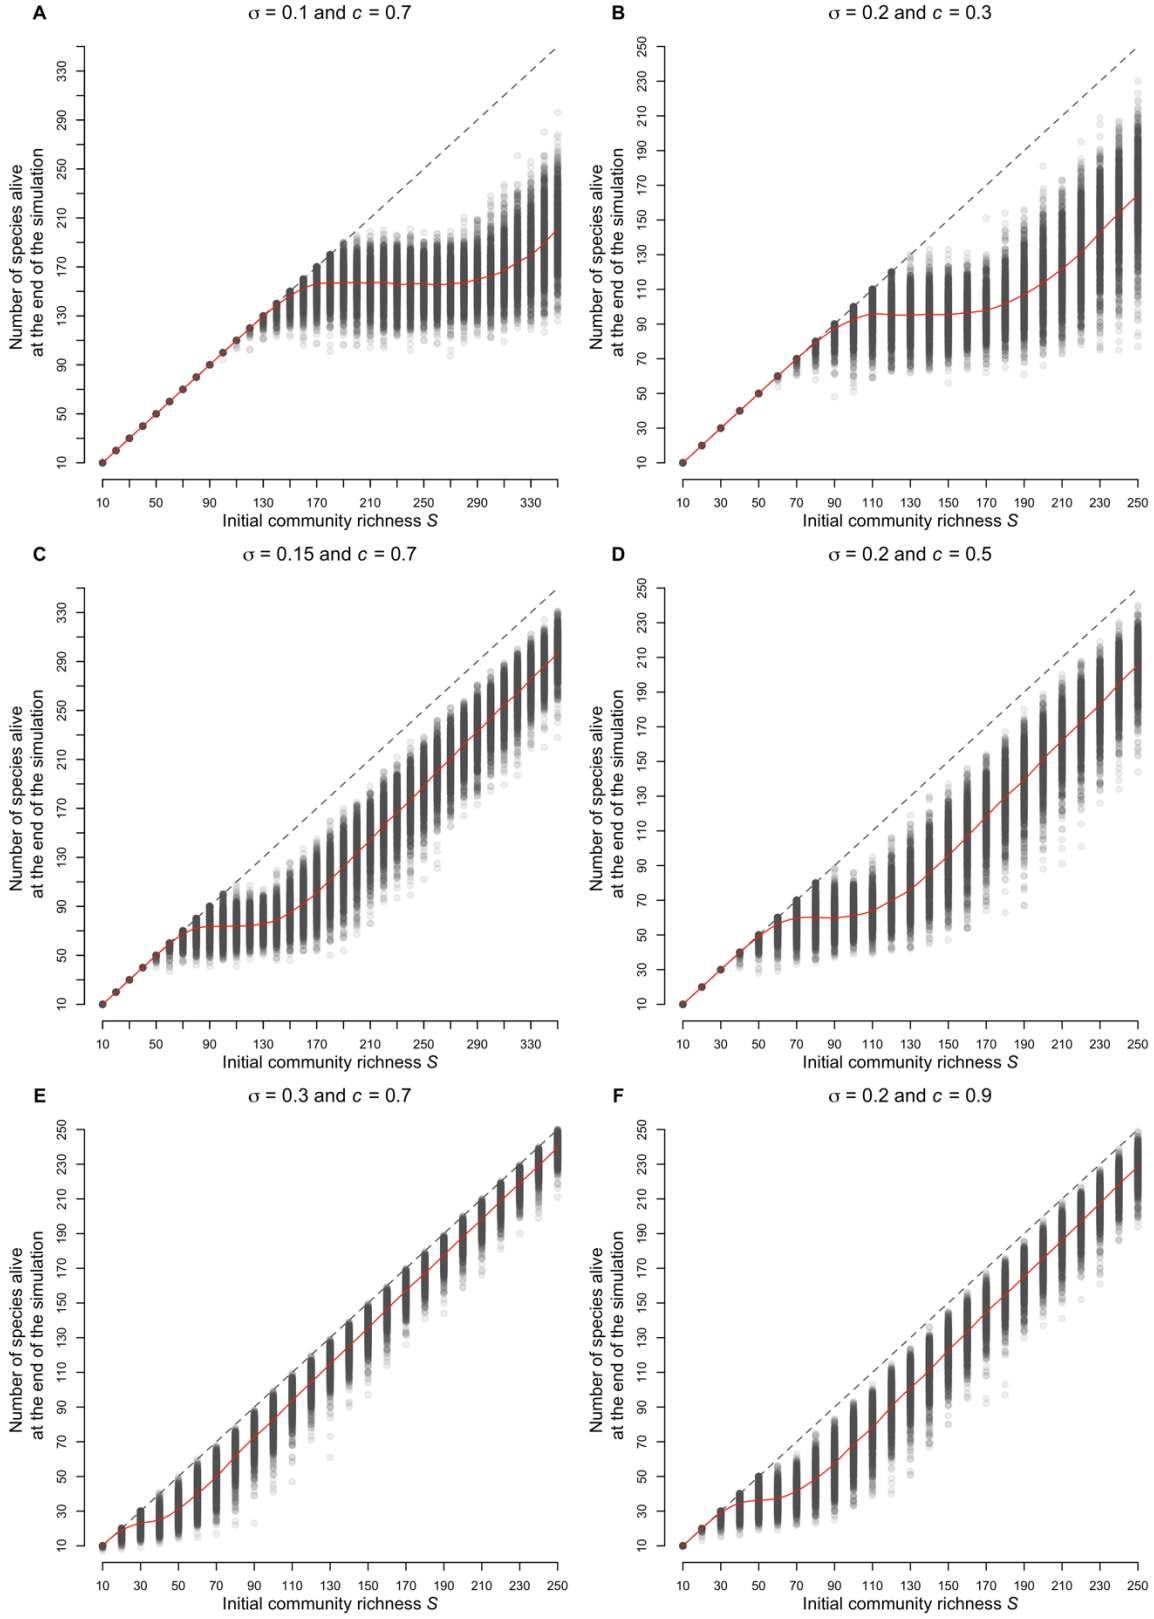 A
σ = 0.1 and c = 0.7
Number of species alive
at the end of the simulation
10 50 90 130 170 210 250 290 330
10 50 90 130 170 210 250 290 330
Initial community richness S
B
σ = 0.2 and c = 0.3
Number of species alive
at the end of the simulation
10 30 50 70 90 110 130 150 170 190 210 230 250
10 30 50 70 90 110 130 150 170 190 210 230 250
Initial community richness S
C
σ = 0.15 and c = 0.7
Number of species alive
at the end of the simulation
10 50 90 130 170 210 250 290 330
10 50 90 130 170 210 250 290 330
Initial community richness S
D
σ = 0.2 and c = 0.5
Number of species alive
at the end of the simulation
10 30 50 70 90 110 130 150 170 190 210 230 250
10 30 50 70 90 110 130 150 170 190 210 230 250
Initial community richness S
E
σ = 0.3 and c = 0.7
Number of species alive
at the end of the simulation
10 30 50 70 90 110 130 150 170 190 210 230 250
10 30 50 70 90 110 130 150 170 190 210 230 250
Initial community richness S
F
σ = 0.2 and c = 0.9
Number of species alive
at the end of the simulation
10 30 50 70 90 110 130 150 170 190 210 230 250
10 30 50 70 90 110 130 150 170 190 210 230 250
Initial community richness S